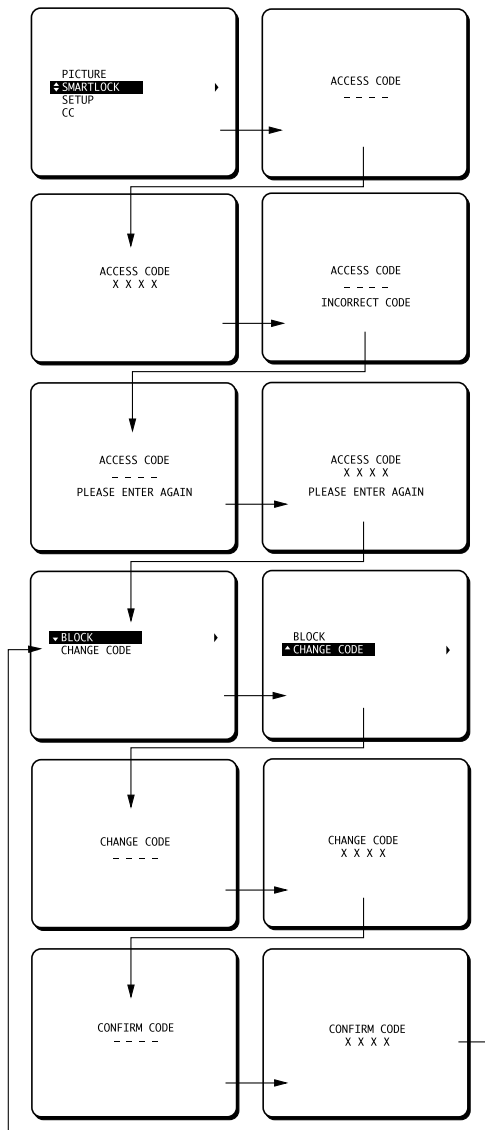 PICTURE
SMARTLOCK
SETUP
CC
ACCESS CODE
_ _ _ _
ACCESS CODE
X X X X
ACCESS CODE
_ _ _ _
INCORRECT CODE
ACCESS CODE
_ _ _ _
PLEASE ENTER AGAIN
ACCESS CODE
X X X X
PLEASE ENTER AGAIN
BLOCK
CHANGE CODE
BLOCK
CHANGE CODE
CHANGE CODE
_ _ _ _
CHANGE CODE
X X X X
CONFIRM CODE
_ _ _ _
CONFIRM CODE
X X X X